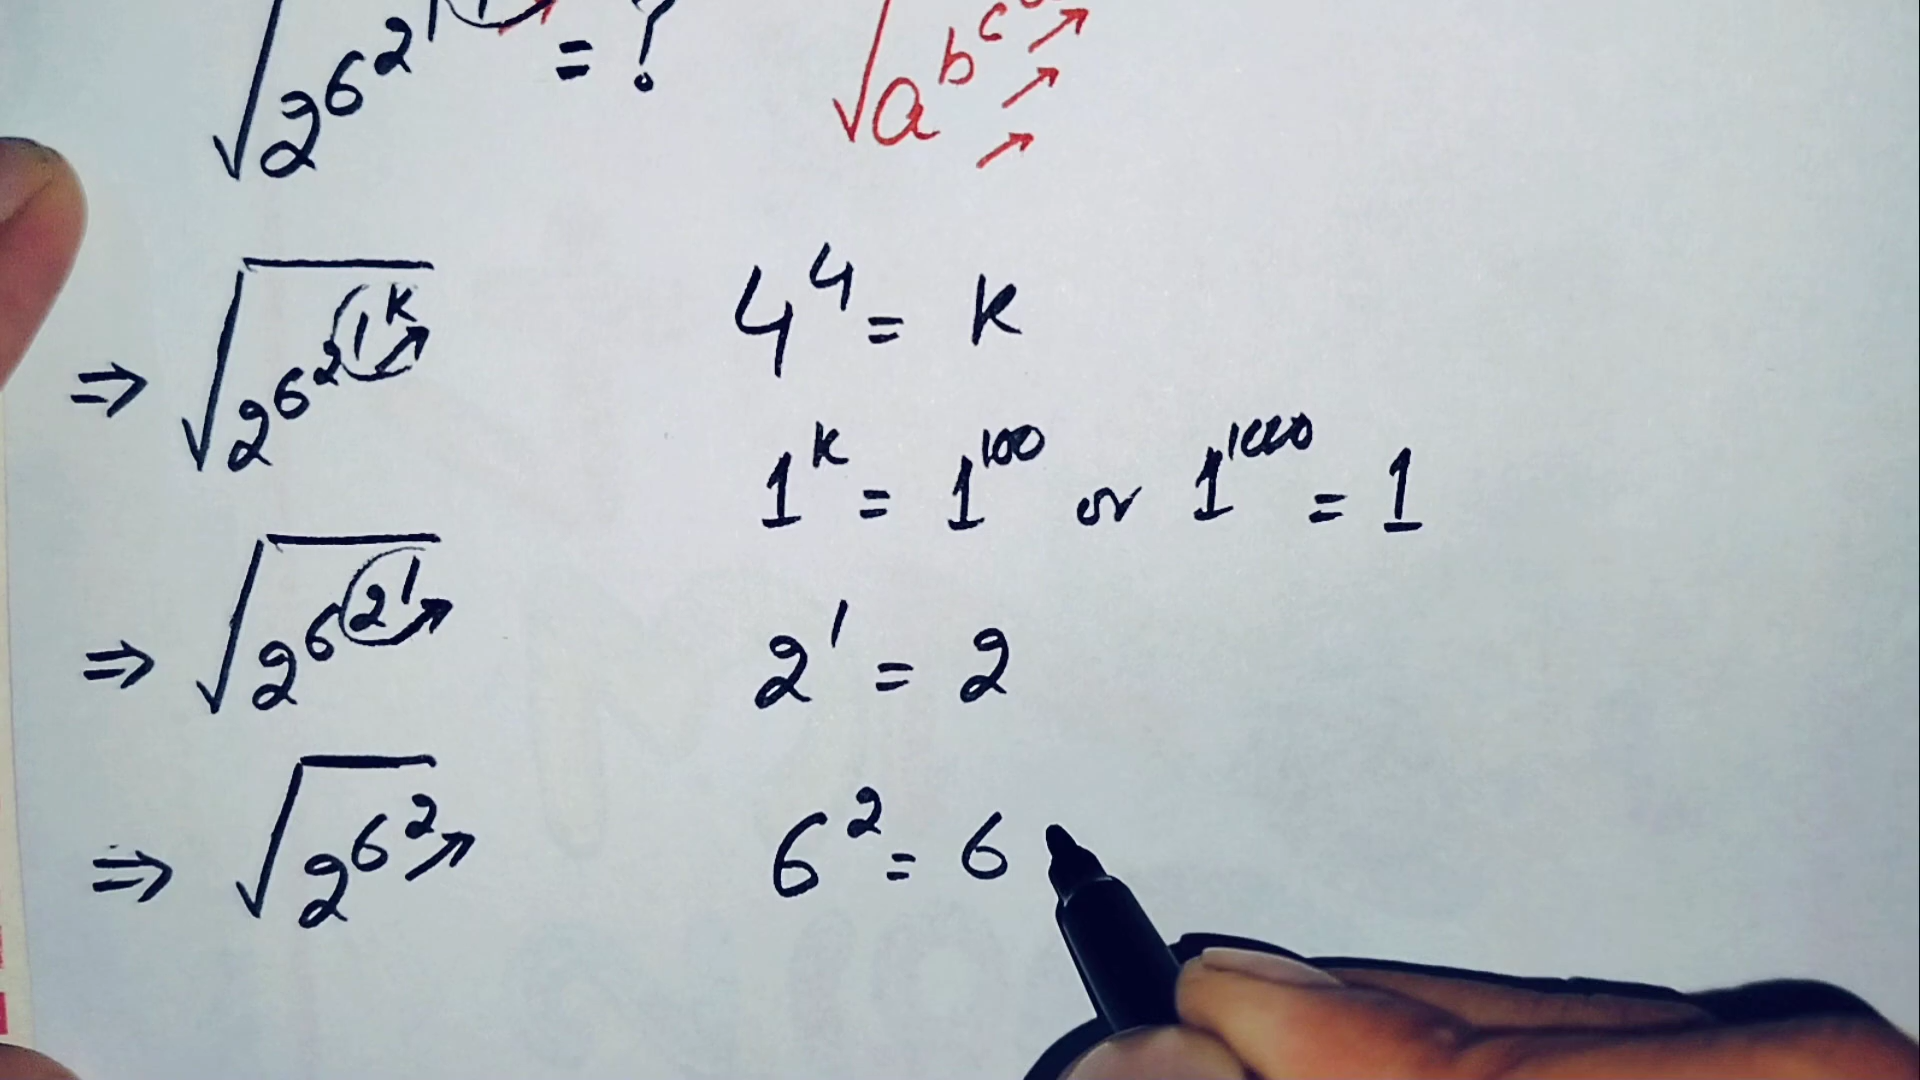 √2^6^2^1 = ? √a^b^c
⇒ √2^6^2^1^k 4^4 = k
1^k = 1^100 or 1^1000 = 1
⇒ √2^6^2^1 2^1 = 2
⇒ √2^6^2 6^2 = 6